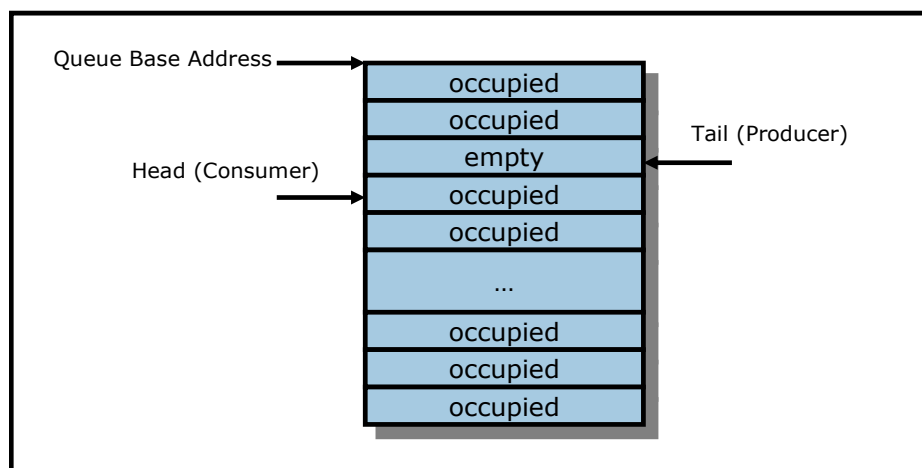 Queue Base Address
occupied
occupied
Tail (Producer)
empty
Head (Consumer)
occupied
occupied
...
occupied
occupied
occupied